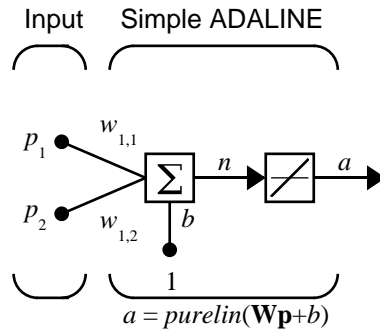 Input Simple ADALINE
p1 w1,1
Σ n a
p2 w1,2 b
1
a = purelin(Wp+b)